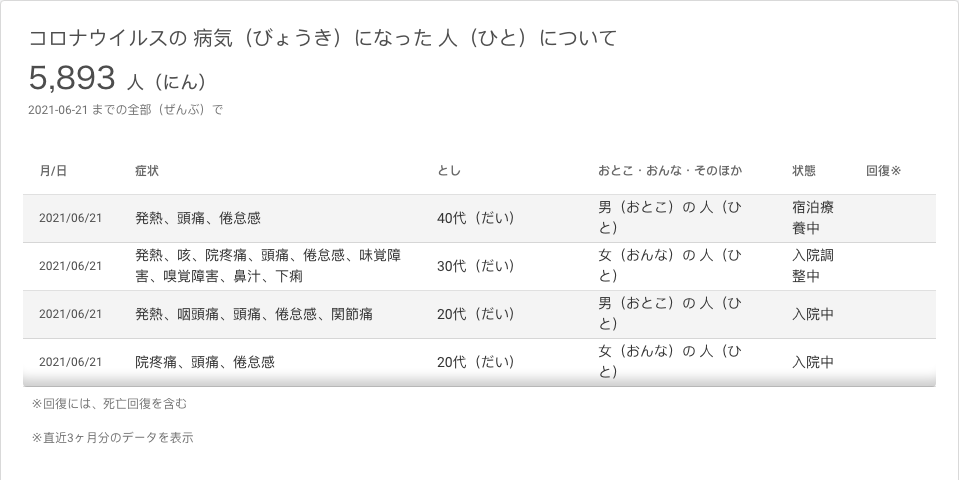 コロナウイルスの 病気（びょうき）になった 人（ひと）について
5,893 人（にん）
2021-06-21 までの全部（ぜんぶ）で
月/日 症状 とし おとこ・おんな・そのほか 状態 回復※
2021/06/21 発熱、頭痛、倦怠感 40代（だい） 男（おとこ）の 人（ひ 宿泊療
と） 養中
2021/06/21 発熱、咳、院疼痛、頭痛、倦怠感、味覚障 30代（だい） 女（おんな）の 人（ひ 入院調
害、嗅覚障害、鼻汁、下痢 と） 整中
2021/06/21 発熱、咽頭痛、頭痛、倦怠感、関節痛 20代（だい） 男（おとこ）の 人（ひ 入院中
と）
2021/06/21 院疼痛、頭痛、倦怠感 20代（だい） 女（おんな）の 人（ひ 入院中
と）
※回復には、死亡回復を含む
※直近3ヶ月分のデータを表示